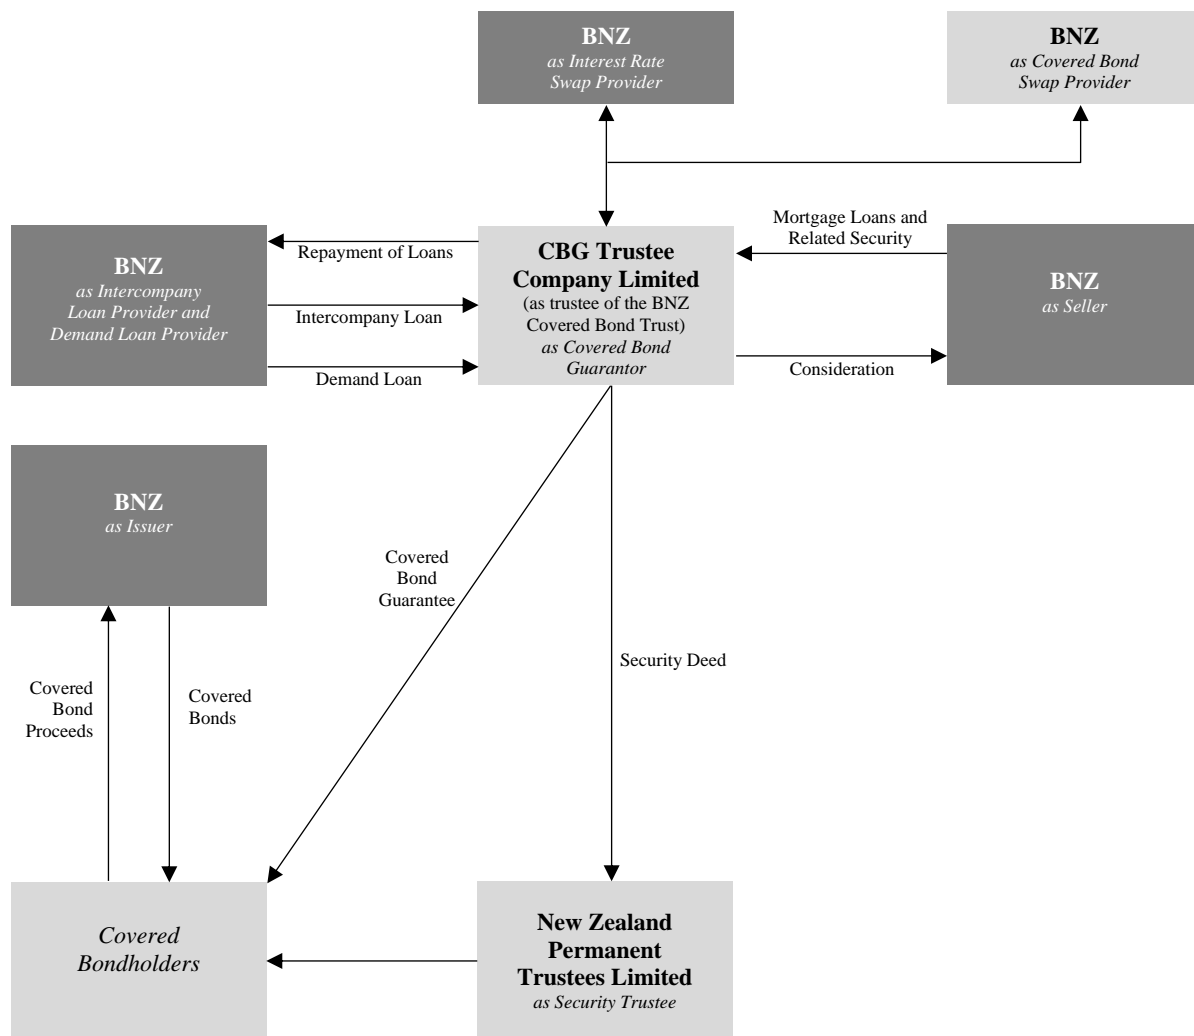 BNZ
as Interest Rate
Swap Provider
BNZ
as Covered Bond
Swap Provider
BNZ
as Intercompany
Loan Provider and
Demand Loan Provider
Repayment of Loans
Intercompany Loan
Demand Loan
CBG Trustee
Company Limited
(as trustee of the BNZ
Covered Bond Trust)
as Covered Bond
Guarantor
Mortgage Loans and
Related Security
Consideration
BNZ
as Seller
BNZ
as Issuer
Covered
Bond
Guarantee
Security Deed
Covered
Bond
Proceeds
Covered
Bonds
Covered
Bondholders
New Zealand
Permanent
Trustees Limited
as Security Trustee